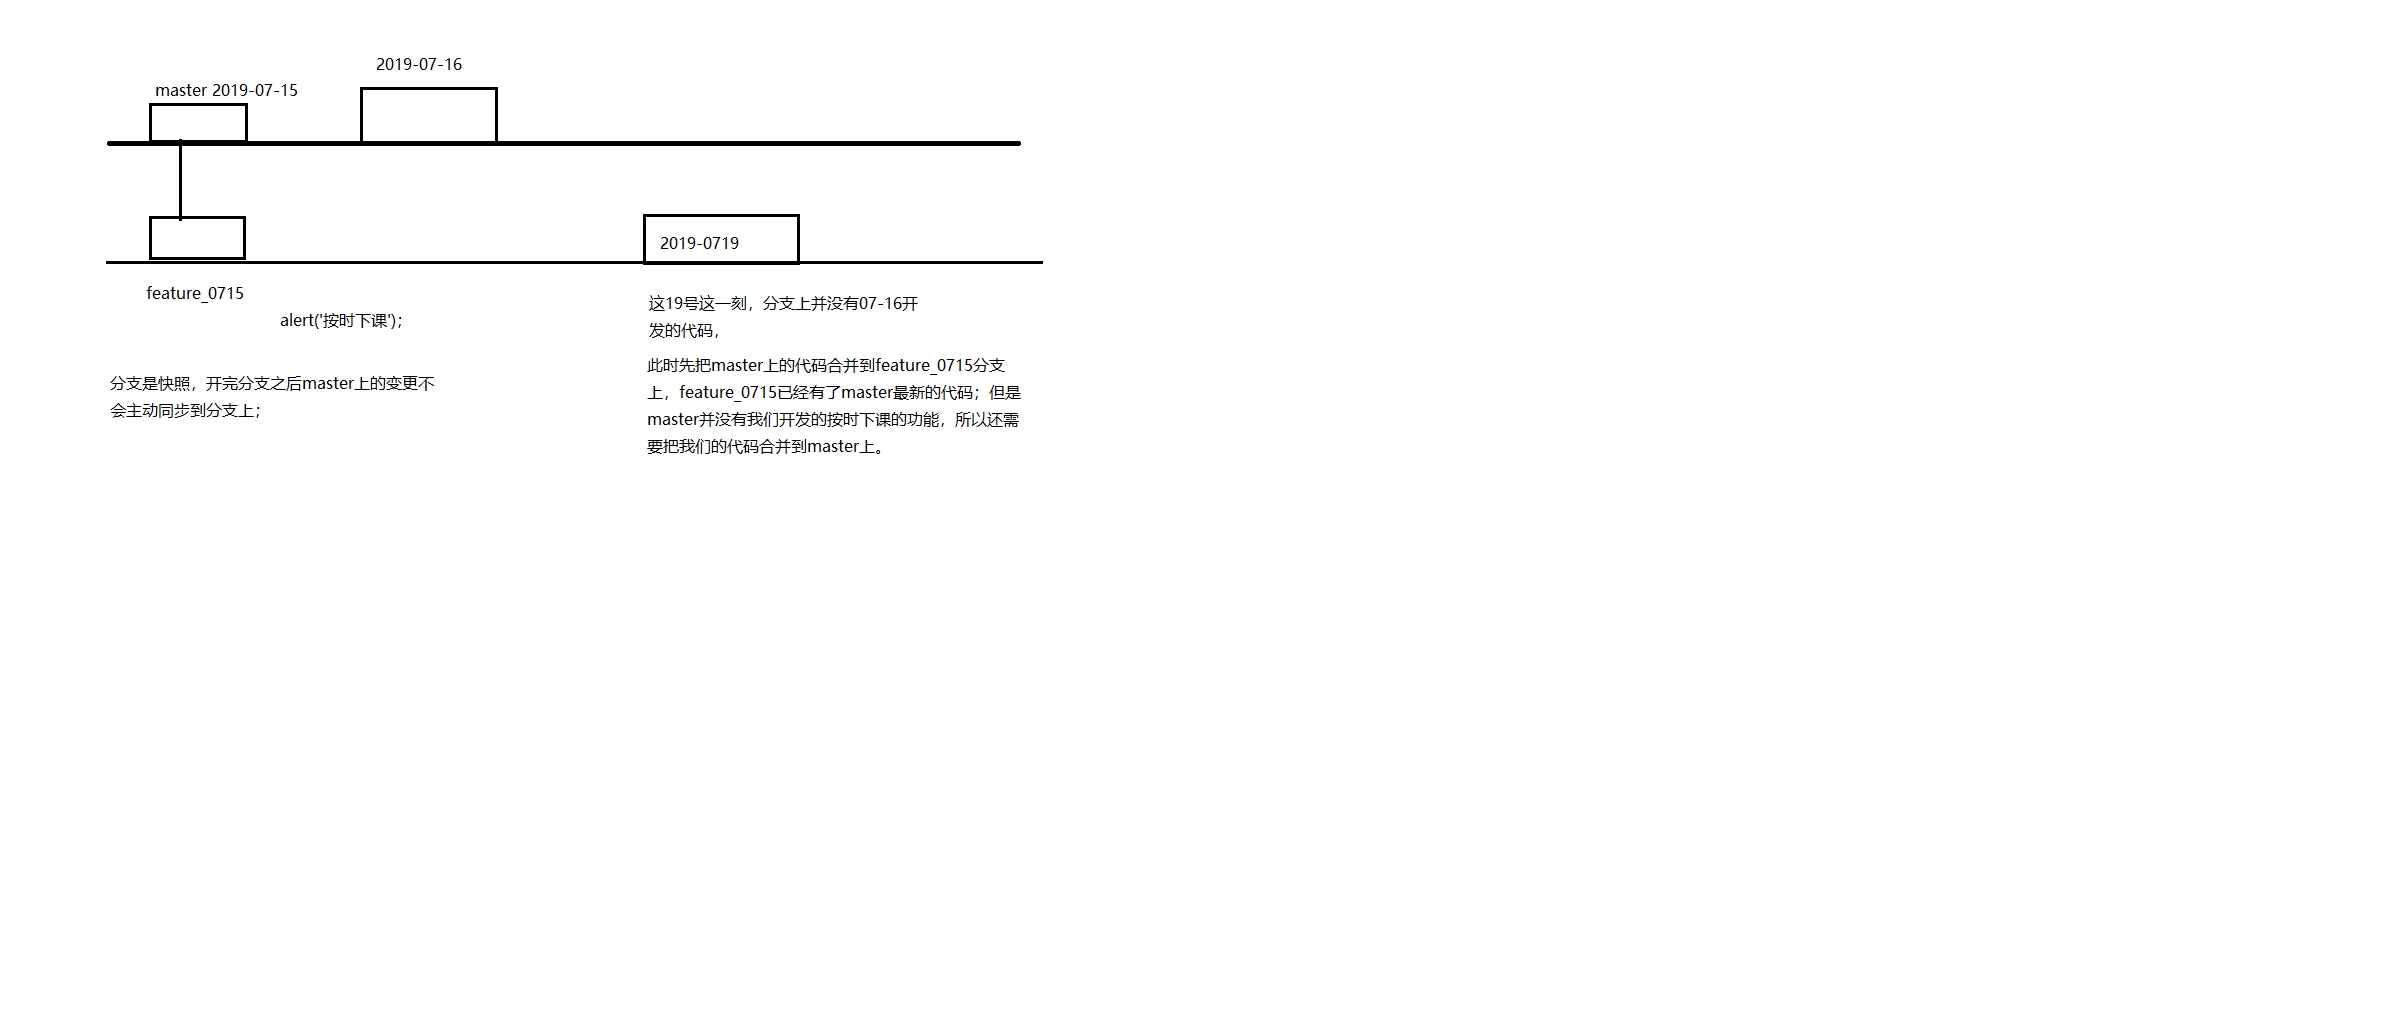 2019-07-16
master 2019-07-15
2019-0719
feature_0715
alert('按时下课');
分支是快照，开完分支之后master上的变更不
会主动同步到分支上；
这19号这一刻，分支上并没有07-16开
发的代码，
此时先把master上的代码合并到feature_0715分支
上，feature_0715已经有了master最新的代码；但是
master并没有我们开发的按时下课的功能，所以还需
要把我们的代码合并到master上。